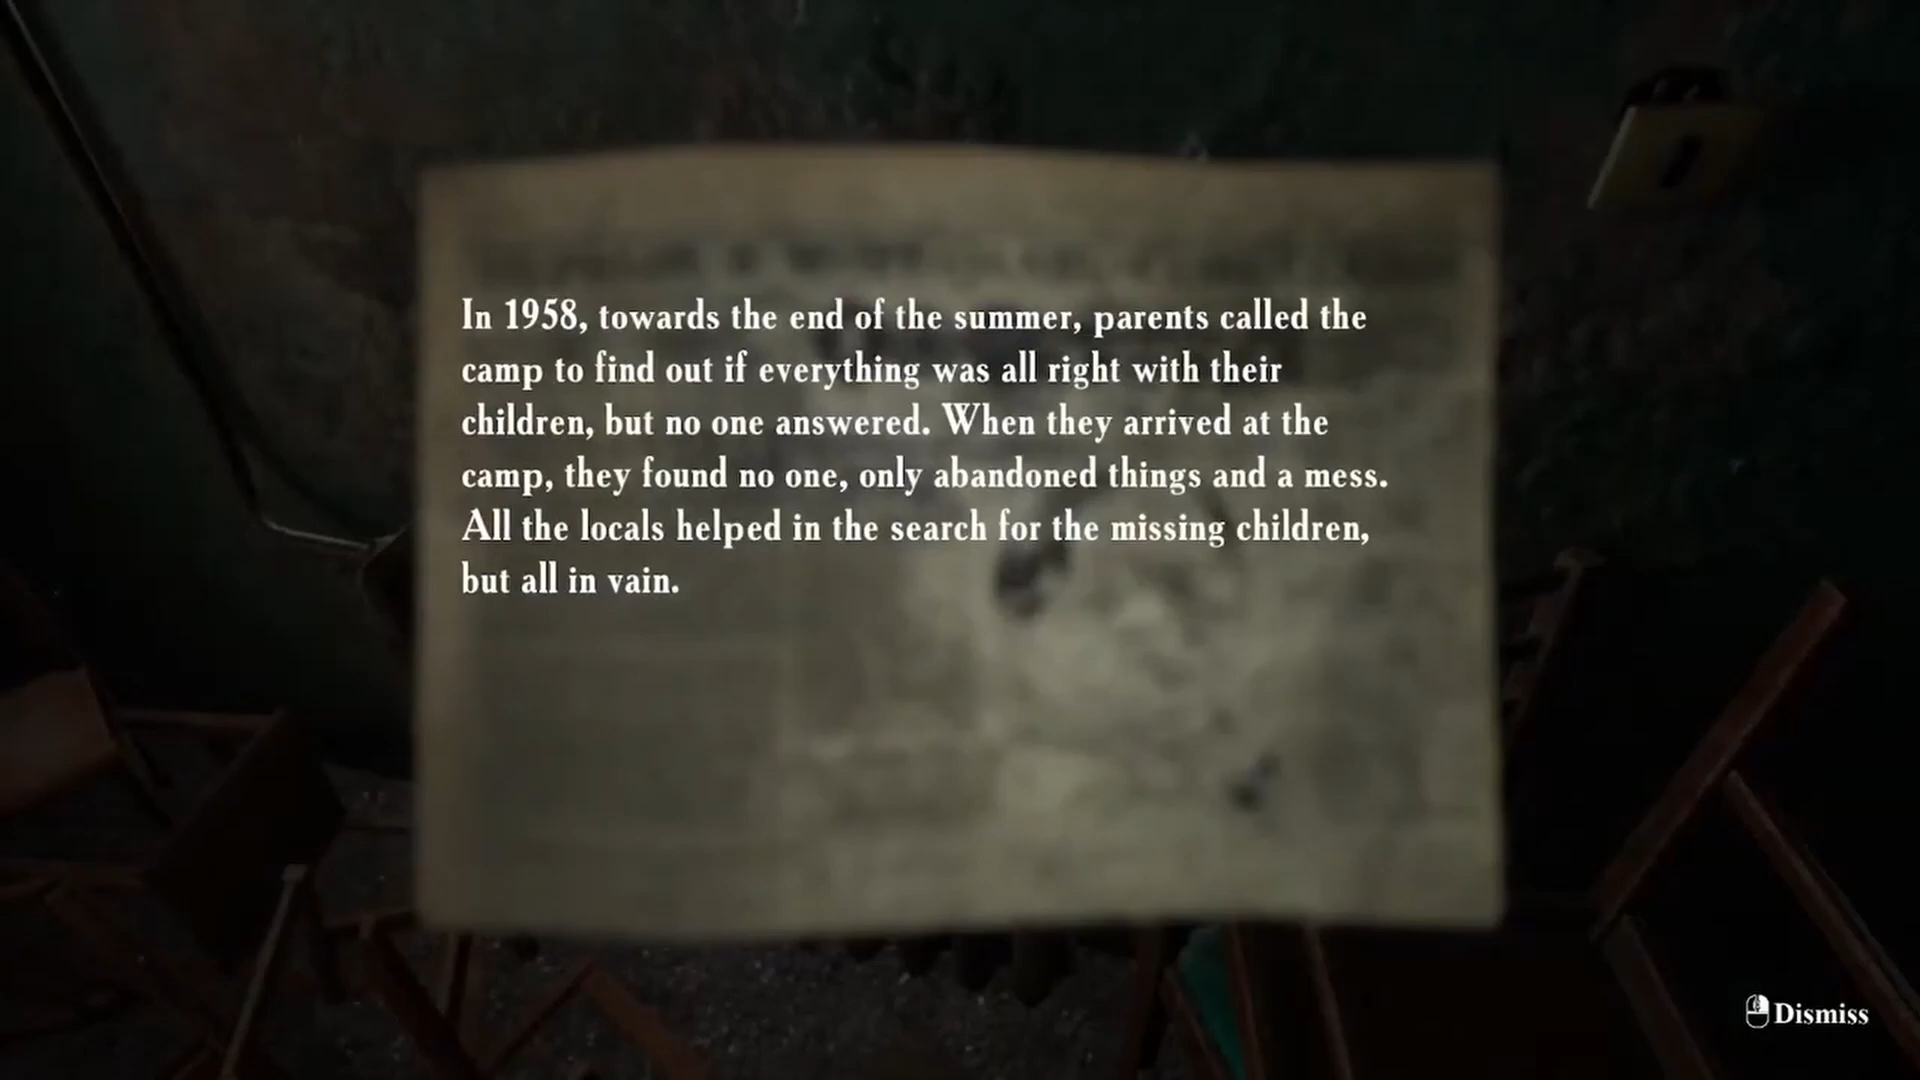 In 1958, towards the end of the summer, parents called the
camp to find out if everything was all right with their
children, but no one answered. When they arrived at the
camp, they found no one, only abandoned things and a mess.
All the locals helped in the search for the missing children,
but all in vain.
Dismiss